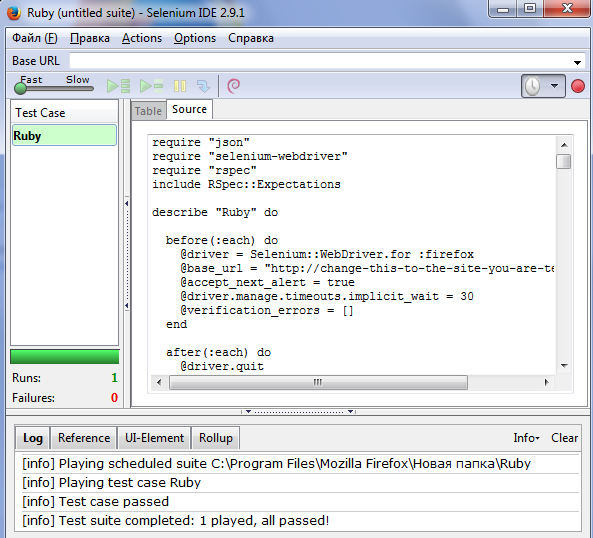 Ruby (untitled suite) - Selenium IDE 2.9.1
Файл (F) Правка Actions Options Справка
Base URL
Fast Slow
Test Case
Ruby
Table Source
require "json"
require "selenium-webdriver"
require "rspec"
include RSpec::Expectations
describe "Ruby" do
before(:each) do
@driver = Selenium::WebDriver.for :firefox
@base_url = "http://change-this-to-the-site-you-are-te
@accept_next_alert = true
@driver.manage.timeouts.implicit_wait = 30
@verification_errors = []
end
after(:each) do
@driver.quit
Runs: 1
Failures: 0
Log Reference UI-Element Rollup Info Clear
[info] Playing scheduled suite C:\Program Files\Mozilla Firefox\Новая папка\Ruby
[info] Playing test case Ruby
[info] Test case passed
[info] Test suite completed: 1 played, all passed!